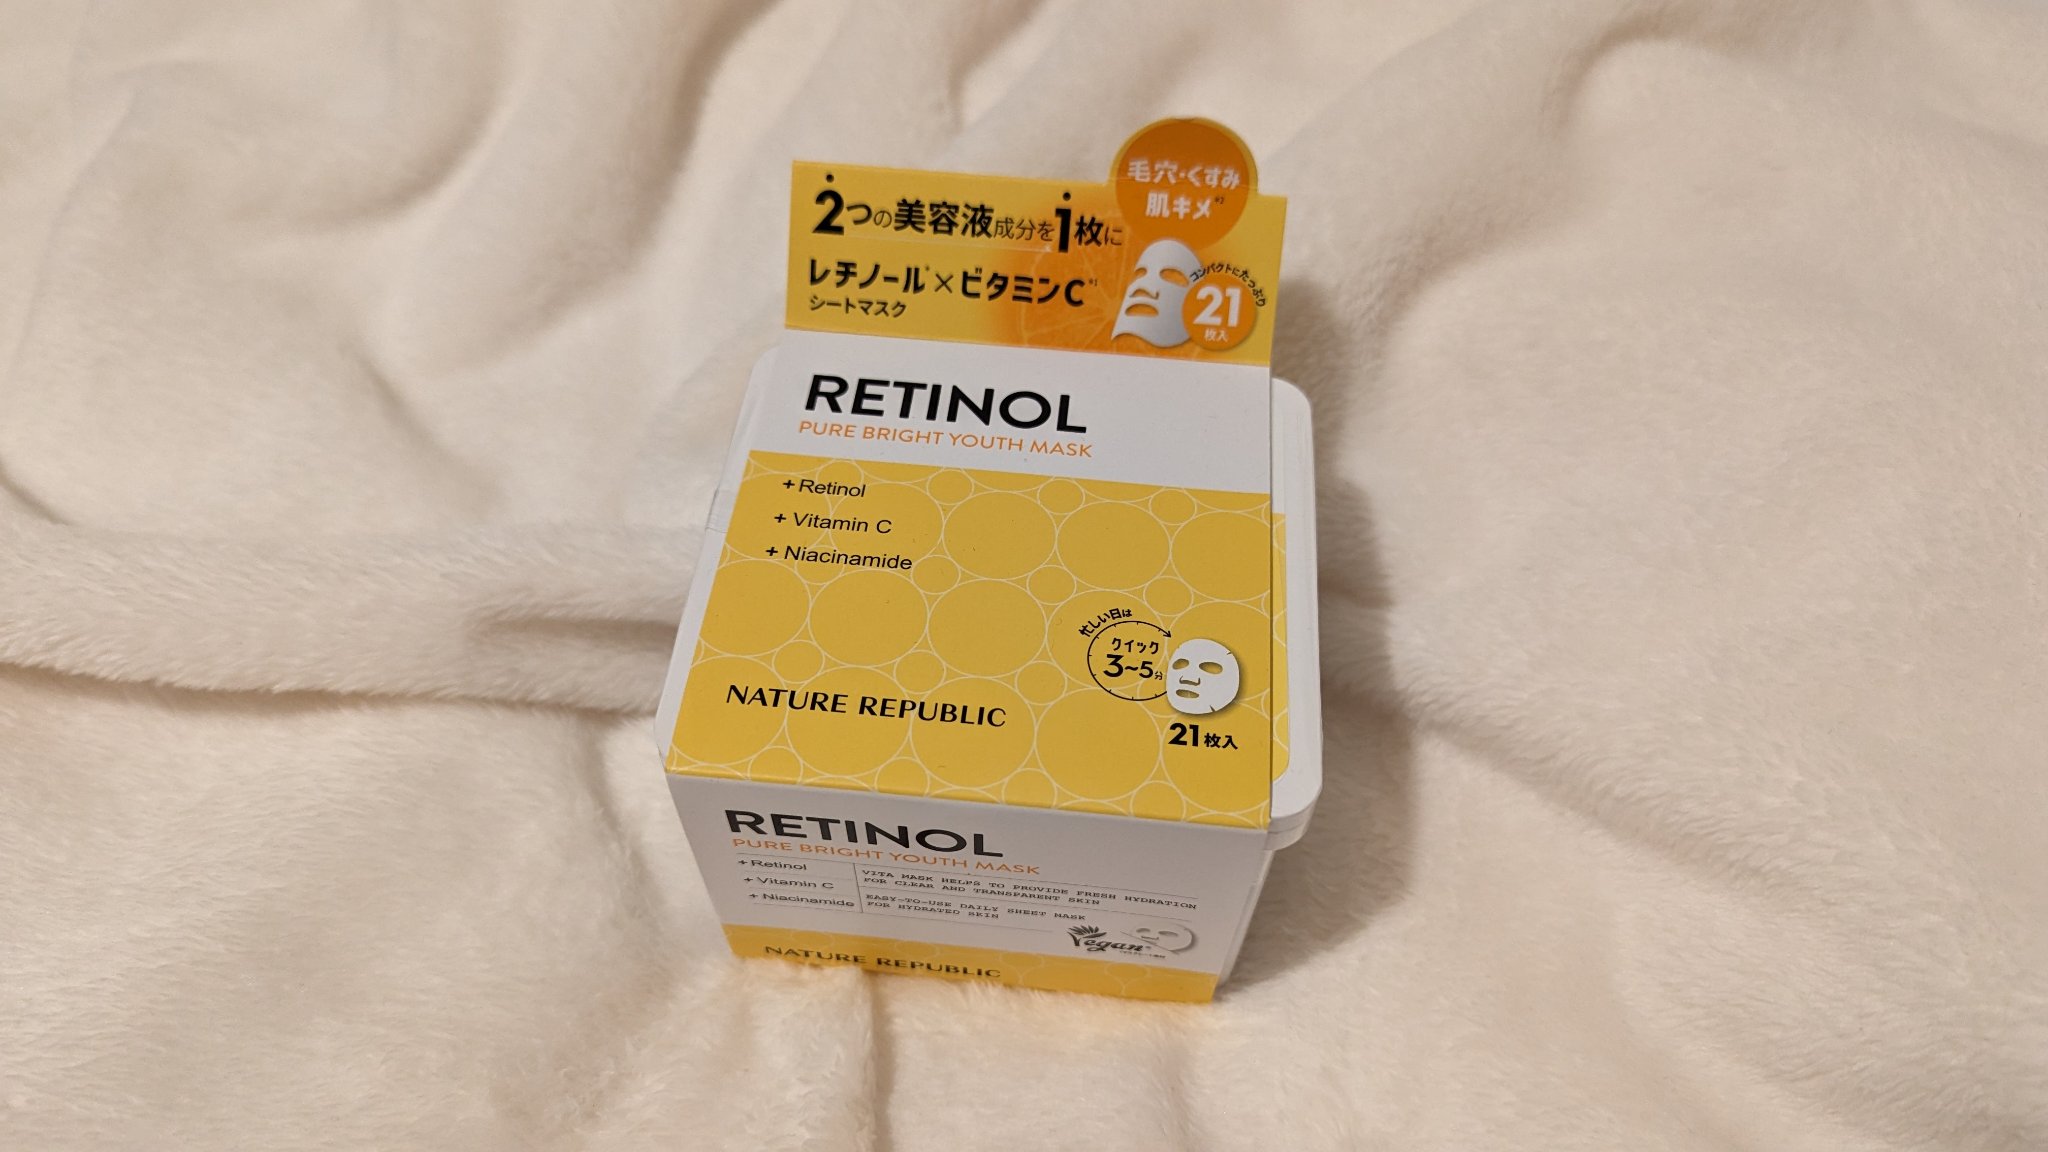 毛穴・くすみ
肌キメ※2
2つの美容液成分を1枚に
レチノール※×ビタミンC※1
シートマスク
コンパクトにたっぷり
21
枚入
RETINOL
PURE BRIGHT YOUTH MASK
+ Retinol
+ Vitamin C
+ Niacinamide
忙しい日は
クイック
3~5分
NATURE REPUBLIC
21枚入
RETINOL
PURE BRIGHT YOUTH MASK
+ Retinol
+ Vitamin C
+ Niacinamide
VITA MASK HELPS TO PROVIDE FRESH HYDRATION
FOR CLEAR AND TRANSPARENT SKIN
EASY-TO-USE DAILY SHEET MASK
FOR HYDRATED SKIN
Vegan
NATURE REPUBLIC